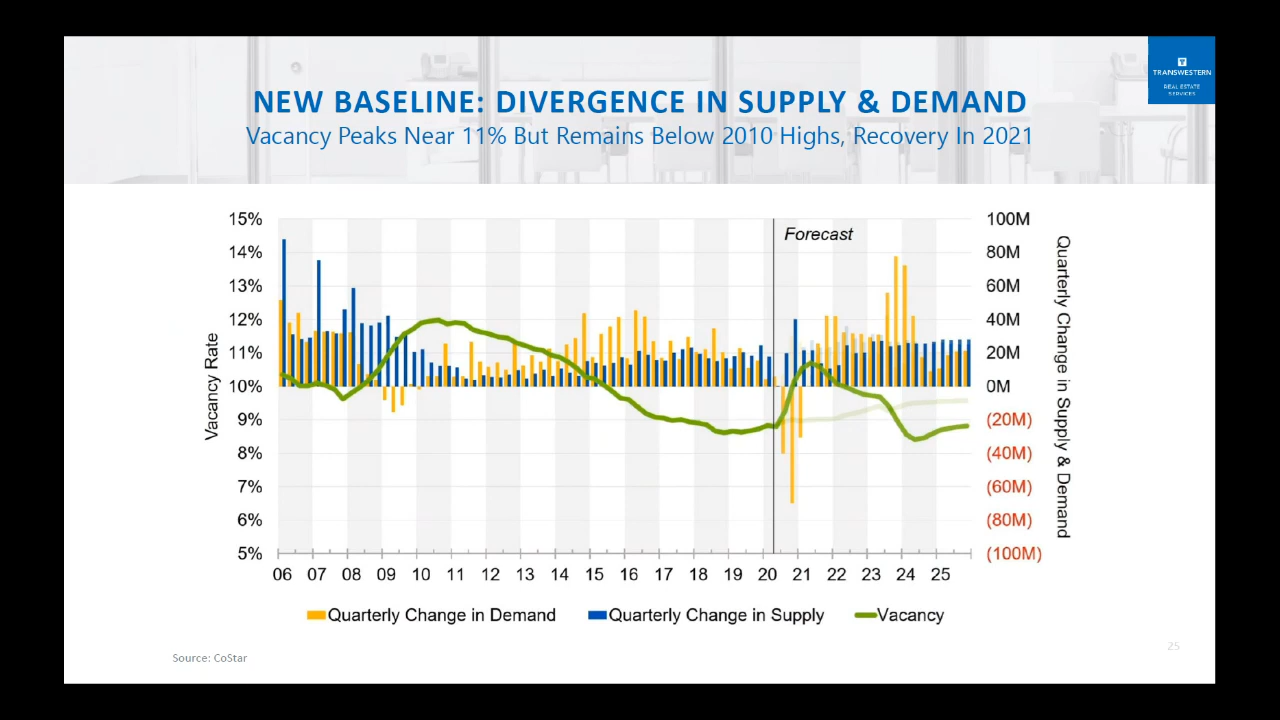 TRANSWESTERN
REAL ESTATE
SERVICES
NEW BASELINE: DIVERGENCE IN SUPPLY & DEMAND
Vacancy Peaks Near 11% But Remains Below 2010 Highs, Recovery In 2021
15%
14%
13%
12%
11%
10%
9%
8%
7%
6%
5%
Vacancy Rate
Forecast
100M
80M
60M
40M
20M
0M
(20M)
(40M)
(60M)
(80M)
(100M)
Quarterly Change in Supply & Demand
06 07 08 09 10 11 12 13 14 15 16 17 18 19 20 21 22 23 24 25
Quarterly Change in Demand Quarterly Change in Supply Vacancy
Source: CoStar
25